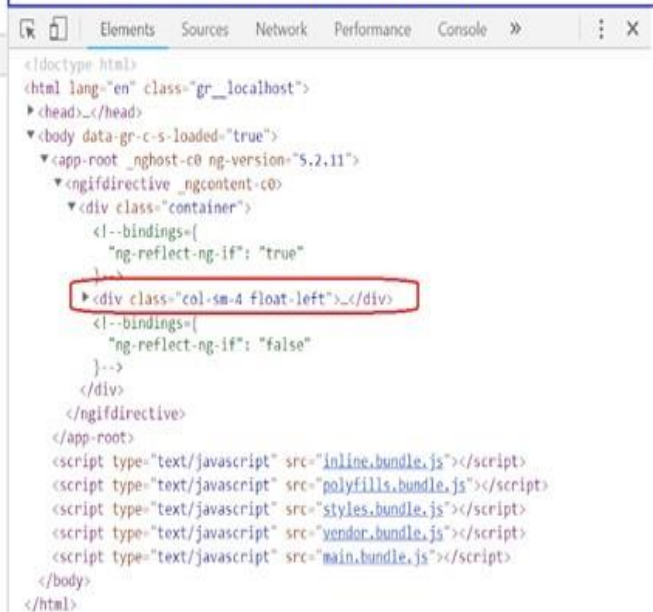 Elements Sources Network Performance Console »
<!doctype html>
<html lang="en" class="gr__localhost">
<head>…</head>
<body data-gr-c-s-loaded="true">
<app-root _nghost-c0 ng-version="5.2.11">
<ngifdirective _ngcontent-c0>
<div class="container">
<!--bindings={
"ng-reflect-ng-if": "true"
}-->
<div class="col-sm-4 float-left">…</div>
<!--bindings={
"ng-reflect-ng-if": "false"
}-->
</div>
</ngifdirective>
</app-root>
<script type="text/javascript" src="inline.bundle.js"></script>
<script type="text/javascript" src="polyfills.bundle.js"></script>
<script type="text/javascript" src="styles.bundle.js"></script>
<script type="text/javascript" src="vendor.bundle.js"></script>
<script type="text/javascript" src="main.bundle.js"></script>
</body>
</html>